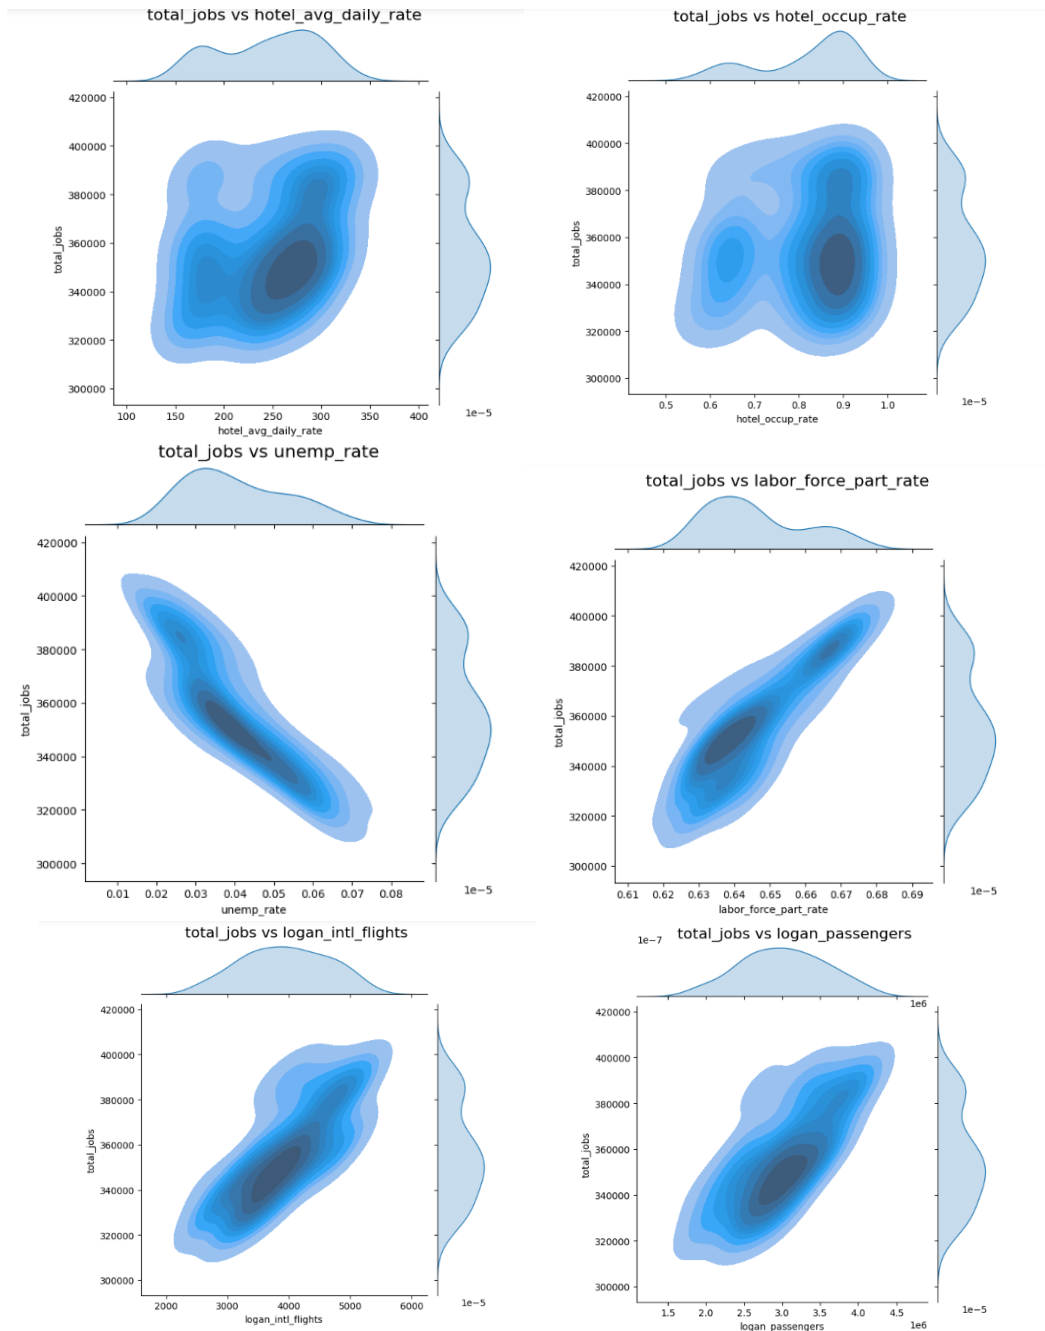 total_jobs vs hotel_avg_daily_rate
420000
400000
380000
360000
340000
320000
300000
total_jobs
100 150 200 250 300 350 400
hotel_avg_daily_rate
1e−5
total_jobs vs hotel_occup_rate
420000
400000
380000
360000
340000
320000
300000
total_jobs
0.5 0.6 0.7 0.8 0.9 1.0
hotel_occup_rate
1e−5
total_jobs vs unemp_rate
420000
400000
380000
360000
340000
320000
300000
total_jobs
0.01 0.02 0.03 0.04 0.05 0.06 0.07 0.08
unemp_rate
1e−5
total_jobs vs labor_force_part_rate
420000
400000
380000
360000
340000
320000
300000
total_jobs
0.61 0.62 0.63 0.64 0.65 0.66 0.67 0.68 0.69
labor_force_part_rate
1e−5
total_jobs vs logan_intl_flights
420000
400000
380000
360000
340000
320000
300000
total_jobs
2000 3000 4000 5000 6000
logan_intl_flights
1e−5
1e−7 total_jobs vs logan_passengers
1e6
420000
400000
380000
360000
340000
320000
300000
total_jobs
1.5 2.0 2.5 3.0 3.5 4.0 4.5
logan_passengers
1e6
1e−5